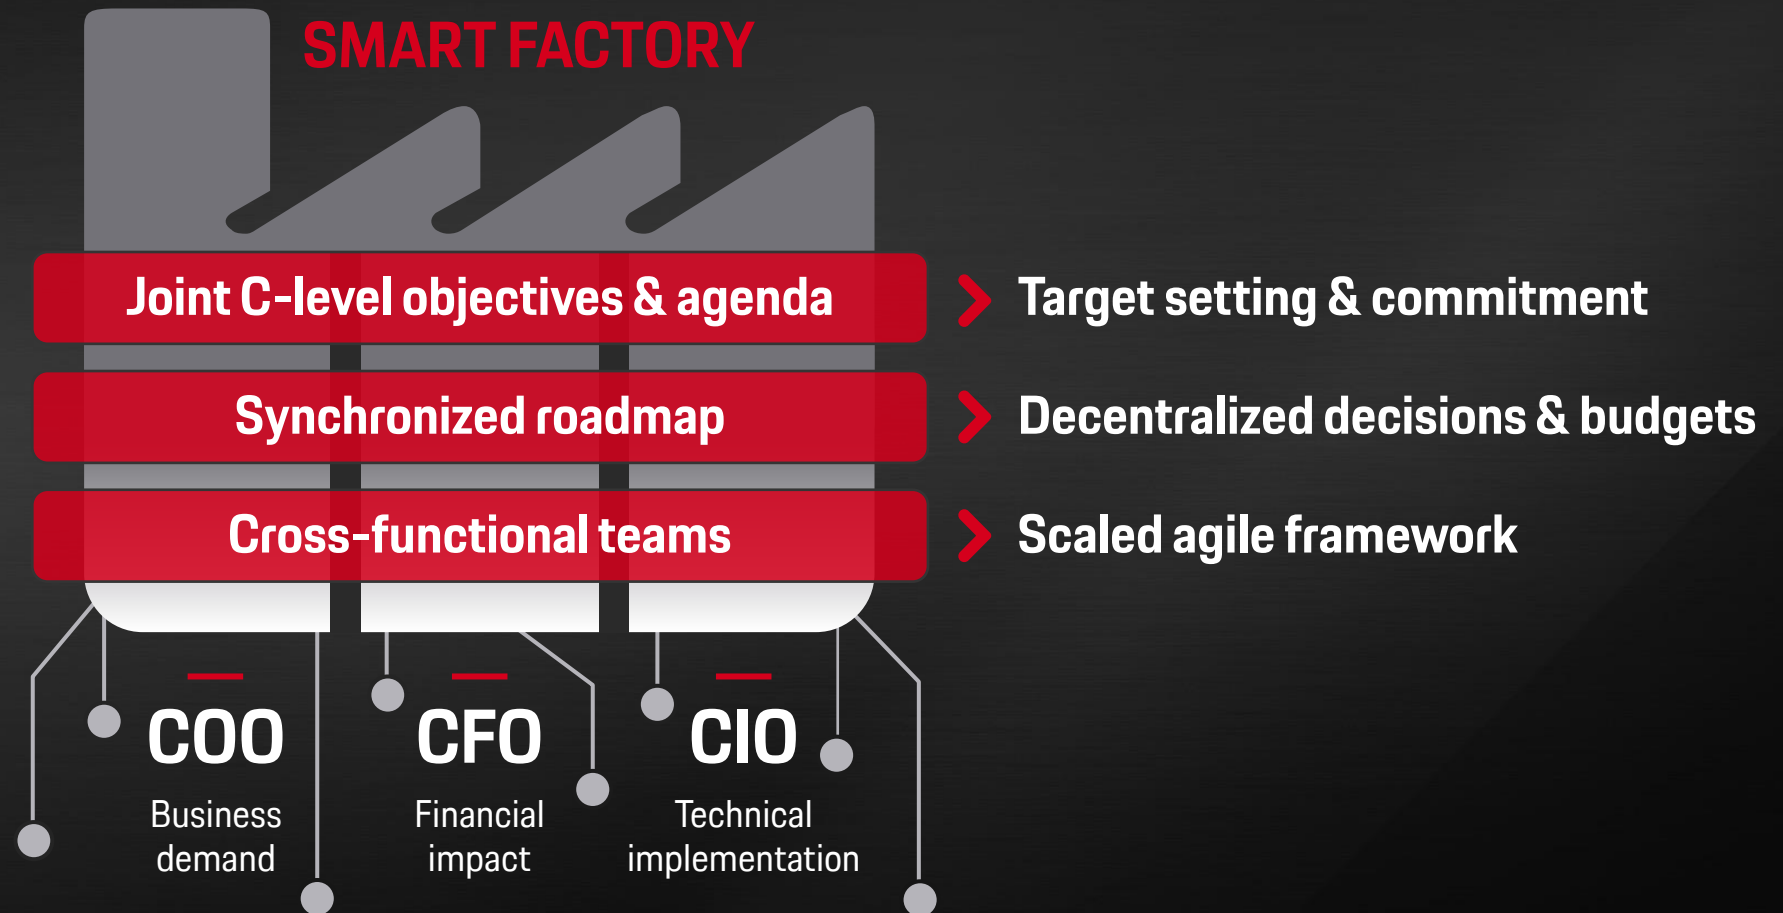 SMART FACTORY
Joint C-level objectives & agenda
Target setting & commitment
Synchronized roadmap
Decentralized decisions & budgets
Cross-functional teams
Scaled agile framework
COO
Business
demand
CFO
Financial
impact
CIO
Technical
implementation